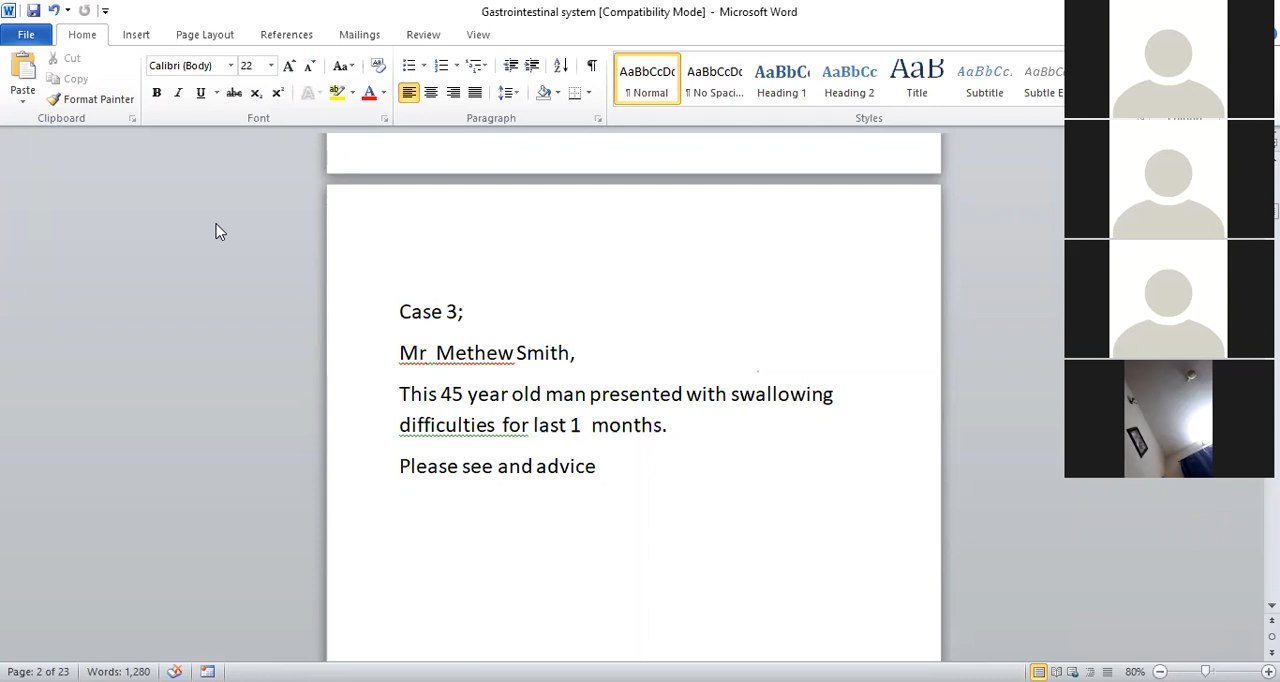 Gastrointestinal system [Compatibility Mode] - Microsoft Word
File Home Insert Page Layout References Mailings Review View
Cut
Copy
Format Painter
Paste
Clipboard
Calibri (Body) 22
Font
Paragraph
AaBbCcDc AaBbCcDc AaBbC AaBbCc AaB AaBbCc. AaBbC
¶ Normal ¶ No Spaci... Heading 1 Heading 2 Title Subtitle Subtle E
Styles
Case 3;
Mr Methew Smith,
This 45 year old man presented with swallowing
difficulties for last 1 months.
Please see and advice
Page: 2 of 23 Words: 1,280 80%